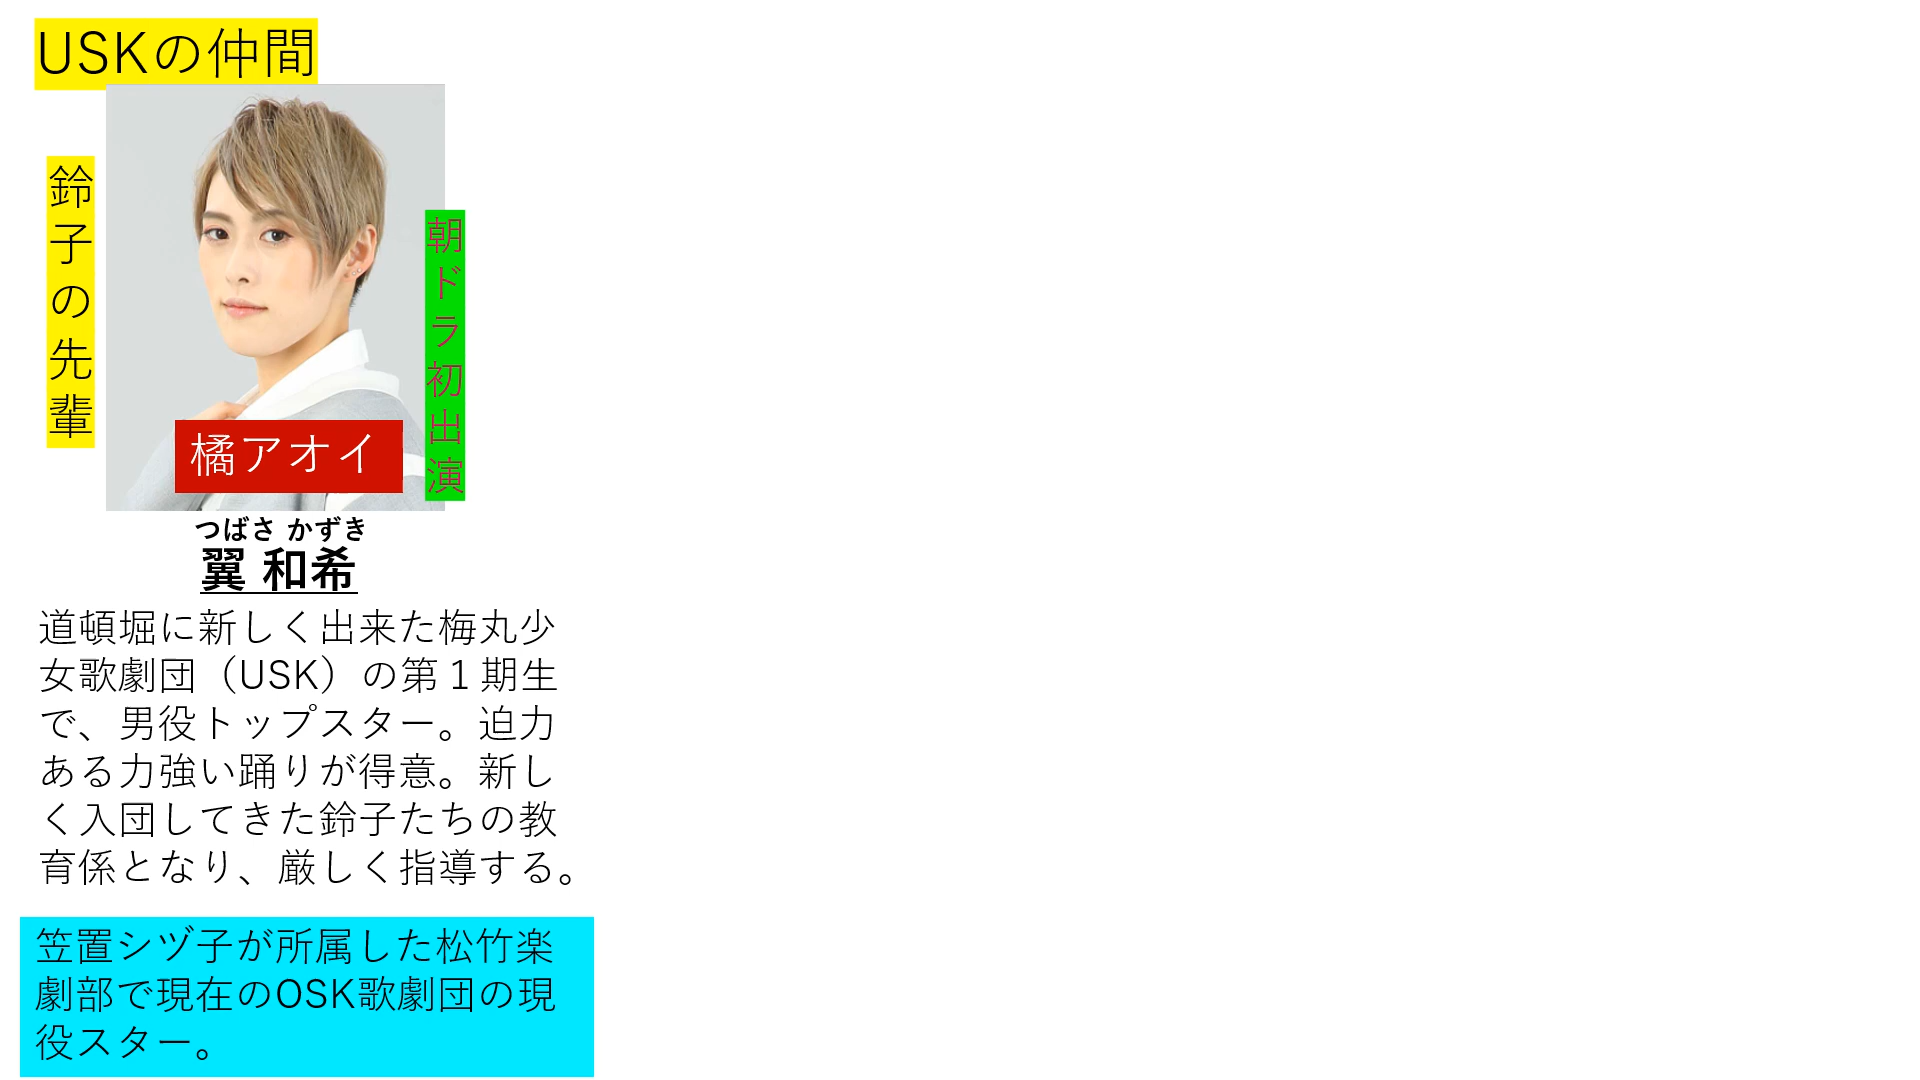 USKの仲間
鈴子の先輩
朝ドラ初出演
橘アオイ
つばさ かずき
翼 和希
道頓堀に新しく出来た梅丸少
女歌劇団（USK）の第１期生
で、男役トップスター。迫力
ある力強い踊りが得意。新し
く入団してきた鈴子たちの教
育係となり、厳しく指導する。
笠置シヅ子が所属した松竹楽
劇部で現在のOSK歌劇団の現
役スター。